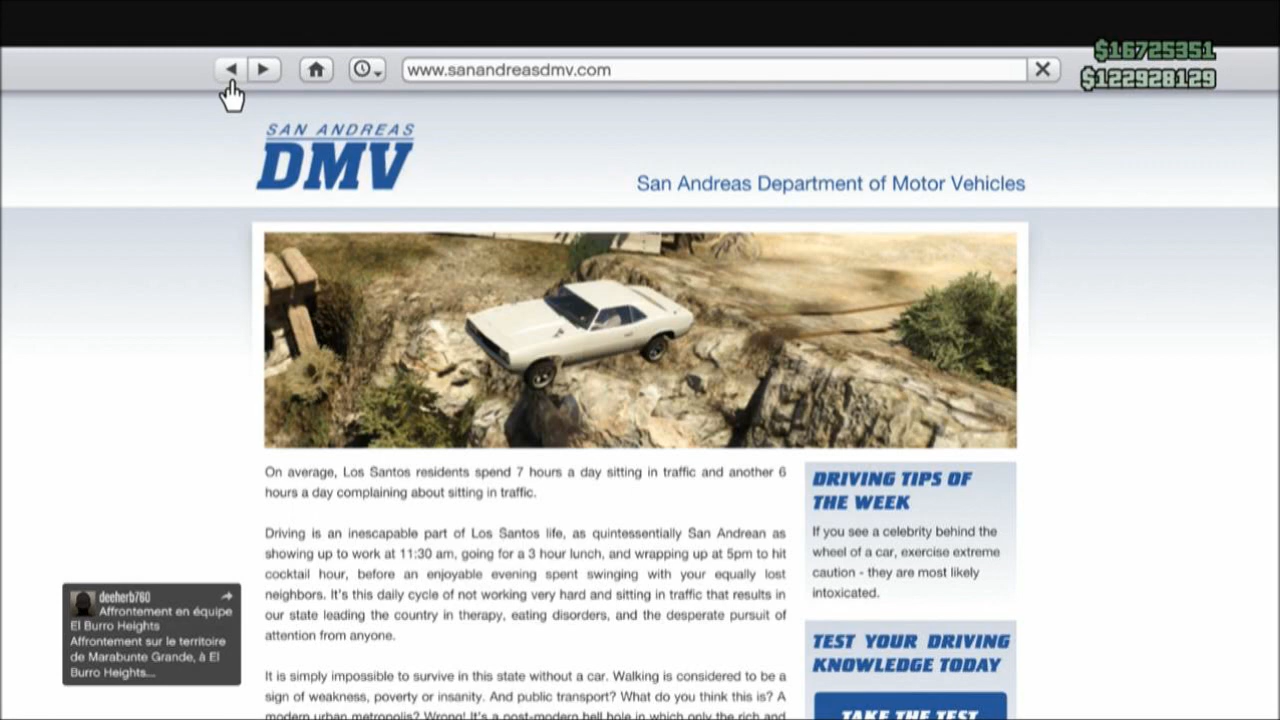 $16725351
www.sanandreasdmv.com
$122928129
SAN ANDREAS
DMV
San Andreas Department of Motor Vehicles
On average, Los Santos residents spend 7 hours a day sitting in traffic and another 6
hours a day complaining about sitting in traffic.
Driving is an inescapable part of Los Santos life, as quintessentially San Andrean as
showing up to work at 11:30 am, going for a 3 hour lunch, and wrapping up at 5pm to hit
cocktail hour, before an enjoyable evening spent swinging with your equally lost
neighbors. It's this daily cycle of not working very hard and sitting in traffic that results in
our state leading the country in therapy, eating disorders, and the desperate pursuit of
attention from anyone.
It is simply impossible to survive in this state without a car. Walking is considered to be a
sign of weakness, poverty or insanity. And public transport? What do you think this is? A
modern urban metropolis? Wrong! It's a post-modern hell hole in which only the rich and
DRIVING TIPS OF
THE WEEK
If you see a celebrity behind the
wheel of a car, exercise extreme
caution - they are most likely
intoxicated.
TEST YOUR DRIVING
KNOWLEDGE TODAY
TAKE THE TEST
deeherb760
Affrontement en équipe
El Burro Heights
Affrontement sur le territoire
de Marabunte Grande, à El
Burro Heights...